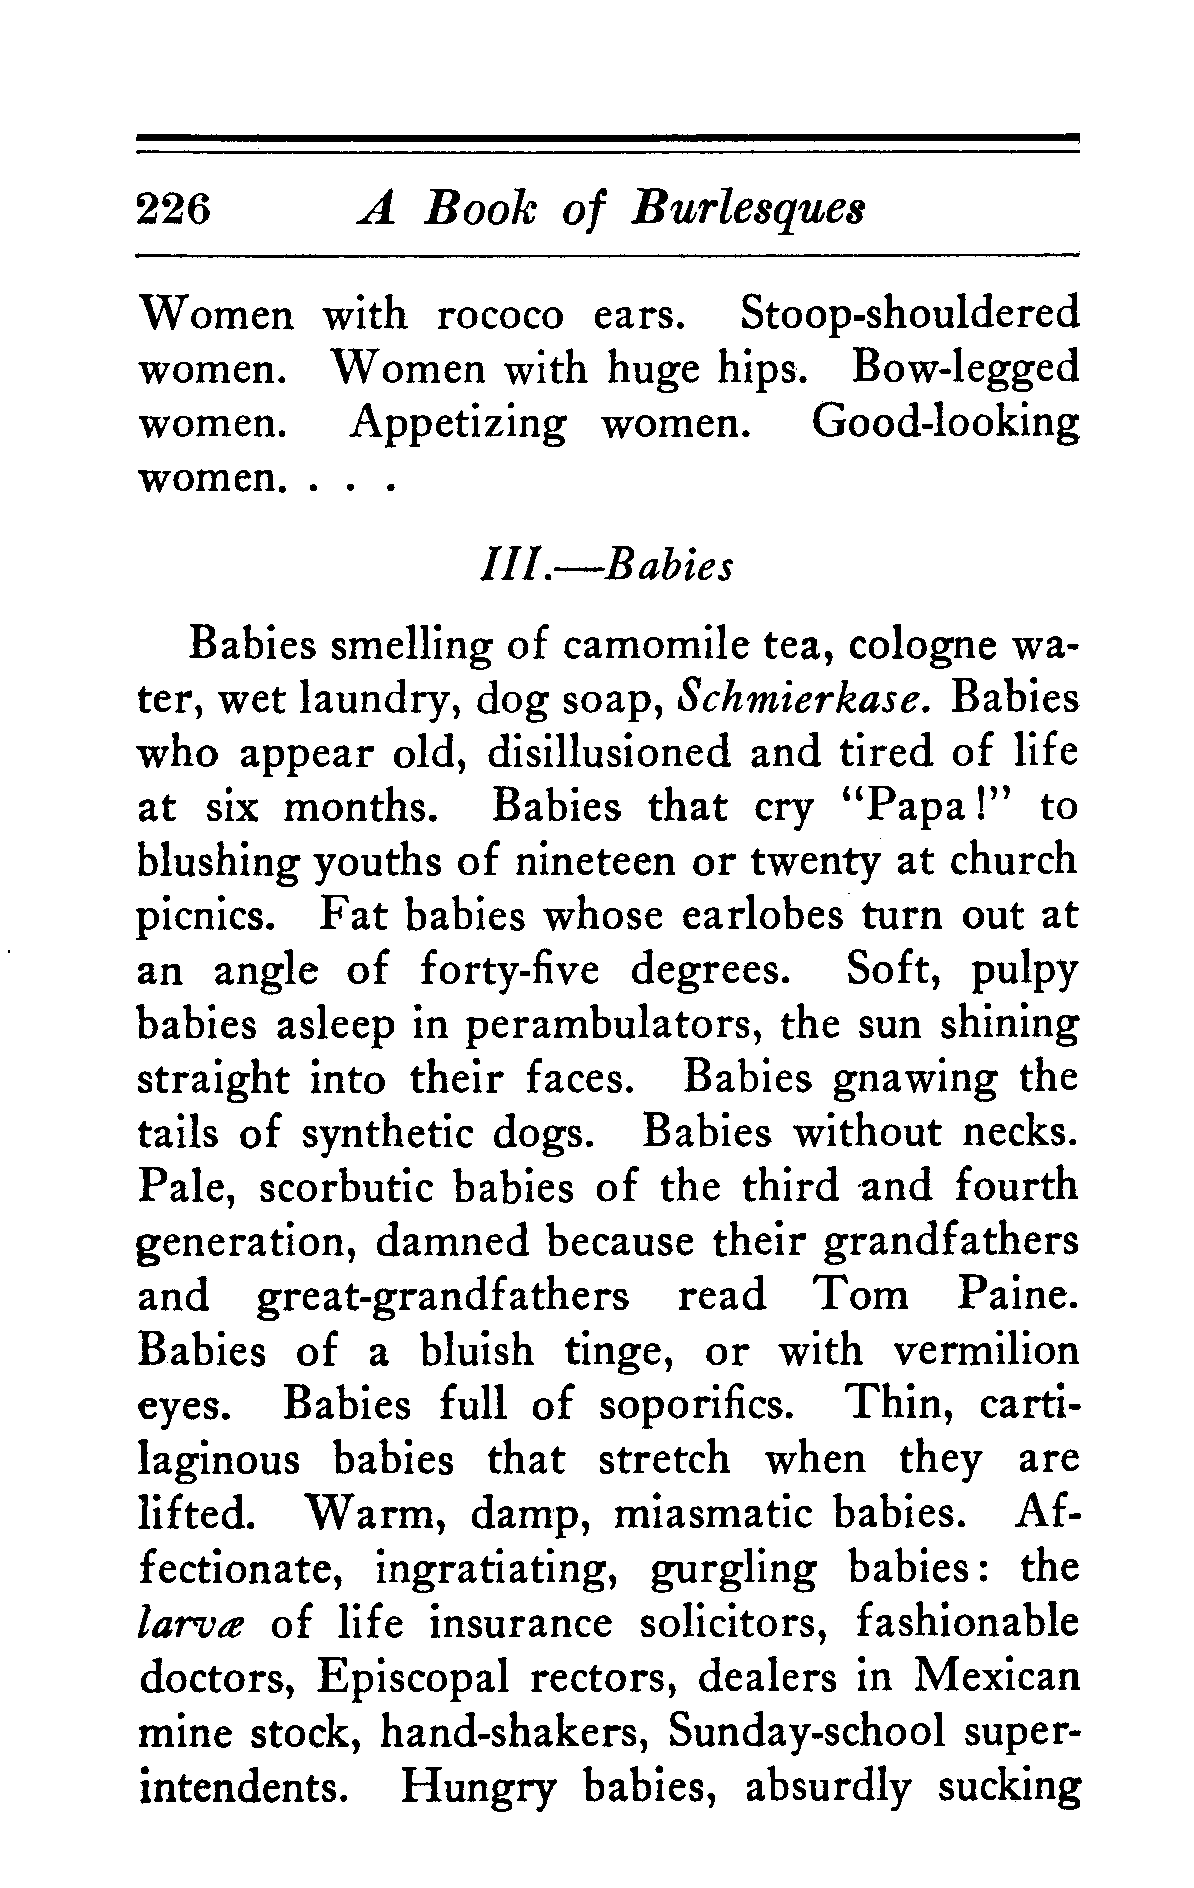 226 A Book of Burlesques
Women with rococo ears. Stoop-shouldered
women. Women with huge hips. Bow-legged
women. Appetizing women. Good-looking
women. . . .
III.—Babies
Babies smelling of camomile tea, cologne wa-
ter, wet laundry, dog soap, Schmierkase. Babies
who appear old, disillusioned and tired of life
at six months. Babies that cry “Papa!” to
blushing youths of nineteen or twenty at church
picnics. Fat babies whose earlobes turn out at
an angle of forty-five degrees. Soft, pulpy
babies asleep in perambulators, the sun shining
straight into their faces. Babies gnawing the
tails of synthetic dogs. Babies without necks.
Pale, scorbutic babies of the third and fourth
generation, damned because their grandfathers
and great-grandfathers read Tom Paine.
Babies of a bluish tinge, or with vermilion
eyes. Babies full of soporifics. Thin, carti-
laginous babies that stretch when they are
lifted. Warm, damp, miasmatic babies. Af-
fectionate, ingratiating, gurgling babies: the
larvæ of life insurance solicitors, fashionable
doctors, Episcopal rectors, dealers in Mexican
mine stock, hand-shakers, Sunday-school super-
intendents. Hungry babies, absurdly sucking